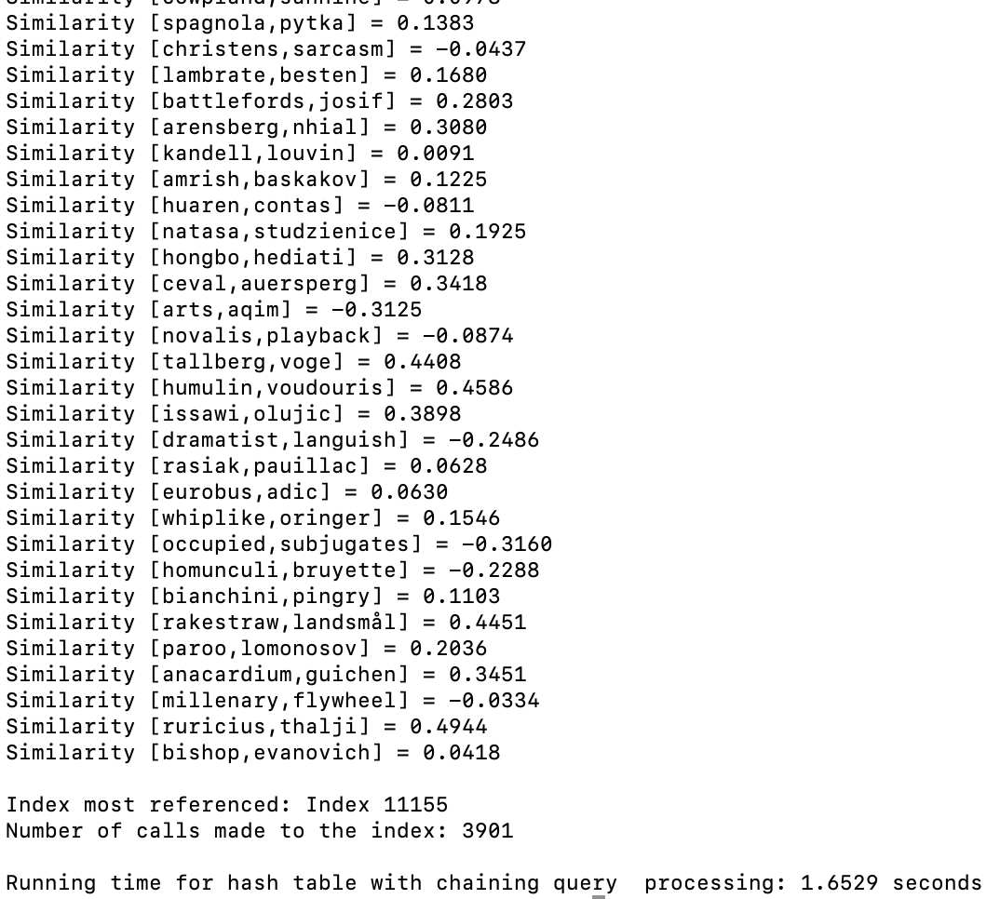 Similarity [spagnola,pytka] = 0.1383
Similarity [christens,sarcasm] = -0.0437
Similarity [lambrate,besten] = 0.1680
Similarity [battlefords,josif] = 0.2803
Similarity [arensberg,nhial] = 0.3080
Similarity [kandell,louvin] = 0.0091
Similarity [amrish,baskakov] = 0.1225
Similarity [huaren,contas] = -0.0811
Similarity [natasa,studzienice] = 0.1925
Similarity [hongbo,hediati] = 0.3128
Similarity [ceval,auersperg] = 0.3418
Similarity [arts,aqim] = -0.3125
Similarity [novalis,playback] = -0.0874
Similarity [tallberg,voge] = 0.4408
Similarity [humulin,voudouris] = 0.4586
Similarity [issawi,olujic] = 0.3898
Similarity [dramatist,languish] = -0.2486
Similarity [rasiak,pauillac] = 0.0628
Similarity [eurobus,adic] = 0.0630
Similarity [whiplike,oringer] = 0.1546
Similarity [occupied,subjugates] = -0.3160
Similarity [homunculi,bruyette] = -0.2288
Similarity [bianchini,pingry] = 0.1103
Similarity [rakestraw,landsmål] = 0.4451
Similarity [paroo,lomonosov] = 0.2036
Similarity [anacardium,guichen] = 0.3451
Similarity [millenary,flywheel] = -0.0334
Similarity [ruricius,thalji] = 0.4944
Similarity [bishop,evanovich] = 0.0418
Index most referenced: Index 11155
Number of calls made to the index: 3901
Running time for hash table with chaining query  processing: 1.6529 seconds